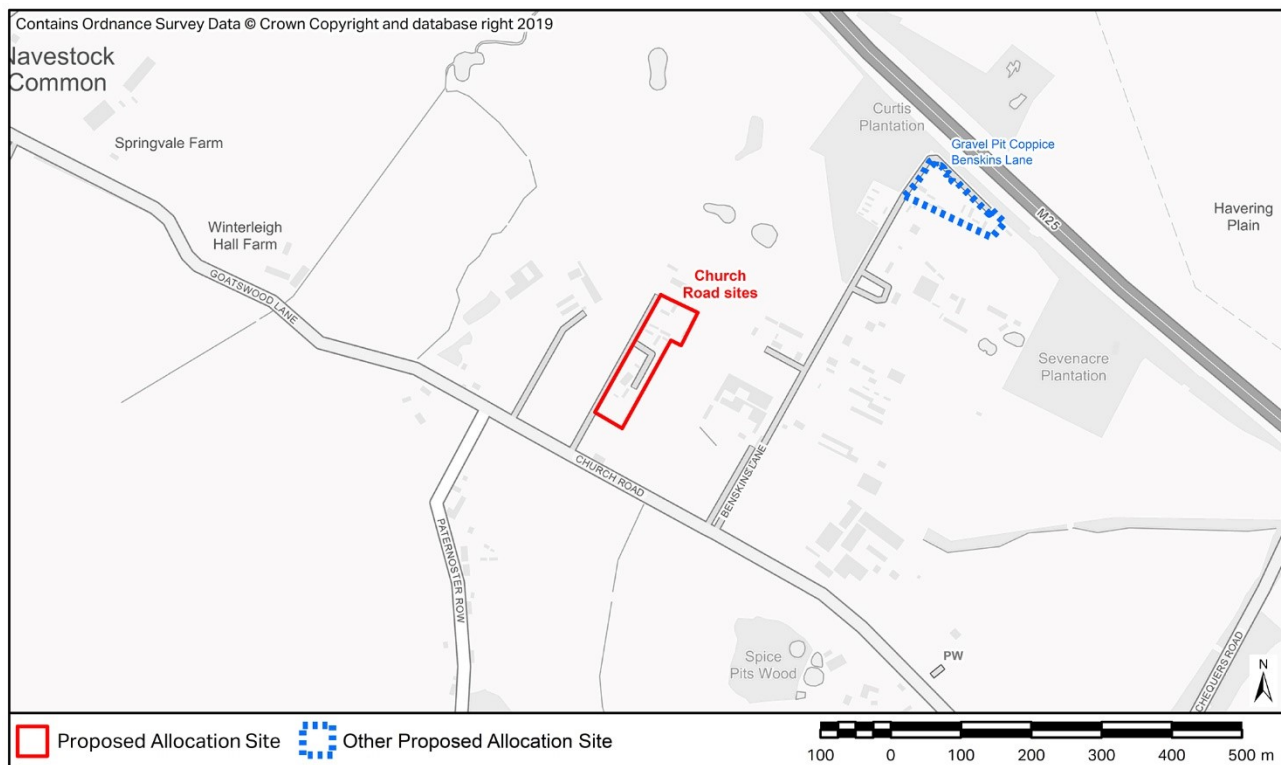 Contains Ordnance Survey Data © Crown Copyright and database right 2019
Navestock
Common
Springvale Farm
Curtis
Plantation
Gravel Pit Coppice
Benskins Lane
M25
Havering
Plain
Winterleigh
Hall Farm
GOATSWOOD LANE
Church
Road sites
Sevenacre
Plantation
CHURCH ROAD
BENSKINS LANE
PATERNOSTER ROW
Spice
Pits Wood
PW
CHEQUERS ROAD
N
Proposed Allocation Site
Other Proposed Allocation Site
100 0 100 200 300 400 500 m